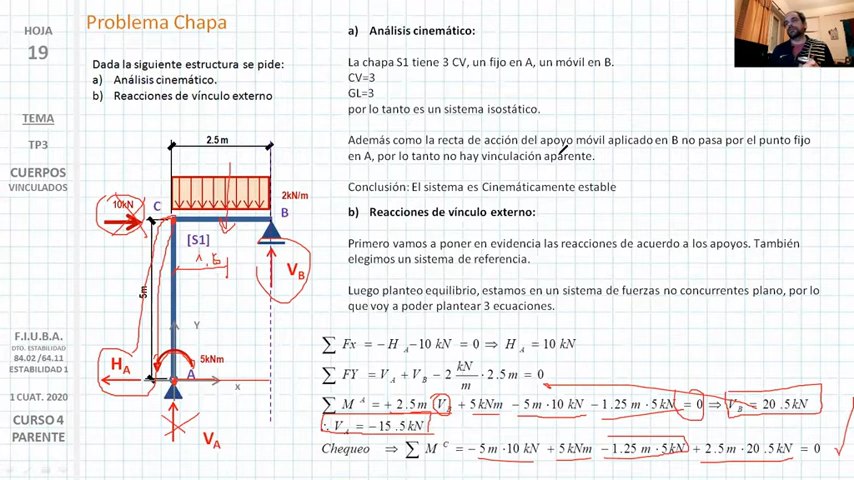 HOJA
19
TEMA
TP3
CUERPOS
VINCULADOS
F.I.U.B.A.
DTO. ESTABILIDAD
84.02/64.11
ESTABILIDAD 1
1 CUAT. 2020
CURSO 4
PARENTE
Problema Chapa
Dada la siguiente estructura se pide:
a) Análisis cinemático.
b) Reacciones de vínculo externo
2.5 m
2kN/m
10kN
C
B
[S1]
V_B
5m
Y
H_A
5kNm
A
x
V_A
a) Análisis cinemático:
La chapa S1 tiene 3 CV, un fijo en A, un móvil en B.
CV=3
GL=3
por lo tanto es un sistema isostático.
Además como la recta de acción del apoyo móvil aplicado en B no pasa por el punto fijo
en A, por lo tanto no hay vinculación aparente.
Conclusión: El sistema es Cinemáticamente estable
b) Reacciones de vínculo externo:
Primero vamos a poner en evidencia las reacciones de acuerdo a los apoyos. También
elegimos un sistema de referencia.
Luego planteo equilibrio, estamos en un sistema de fuerzas no concurrentes plano, por lo
que voy a poder plantear 3 ecuaciones.
∑ Fx = − H_A −10 kN = 0 ⇒ H_A = 10 kN
∑ FY = V_A + V_B − 2 kN/m · 2.5 m = 0
∑ M^A = + 2.5 m V_B + 5 kNm − 5 m · 10 kN − 1.25 m · 5 kN = 0 ⇒ V_B = 20 .5 kN
∴ V_A = −15 .5 kN
Chequeo ⇒ ∑ M^C = − 5 m · 10 kN + 5 kNm − 1.25 m · 5 kN + 2.5 m · 20 .5 kN = 0